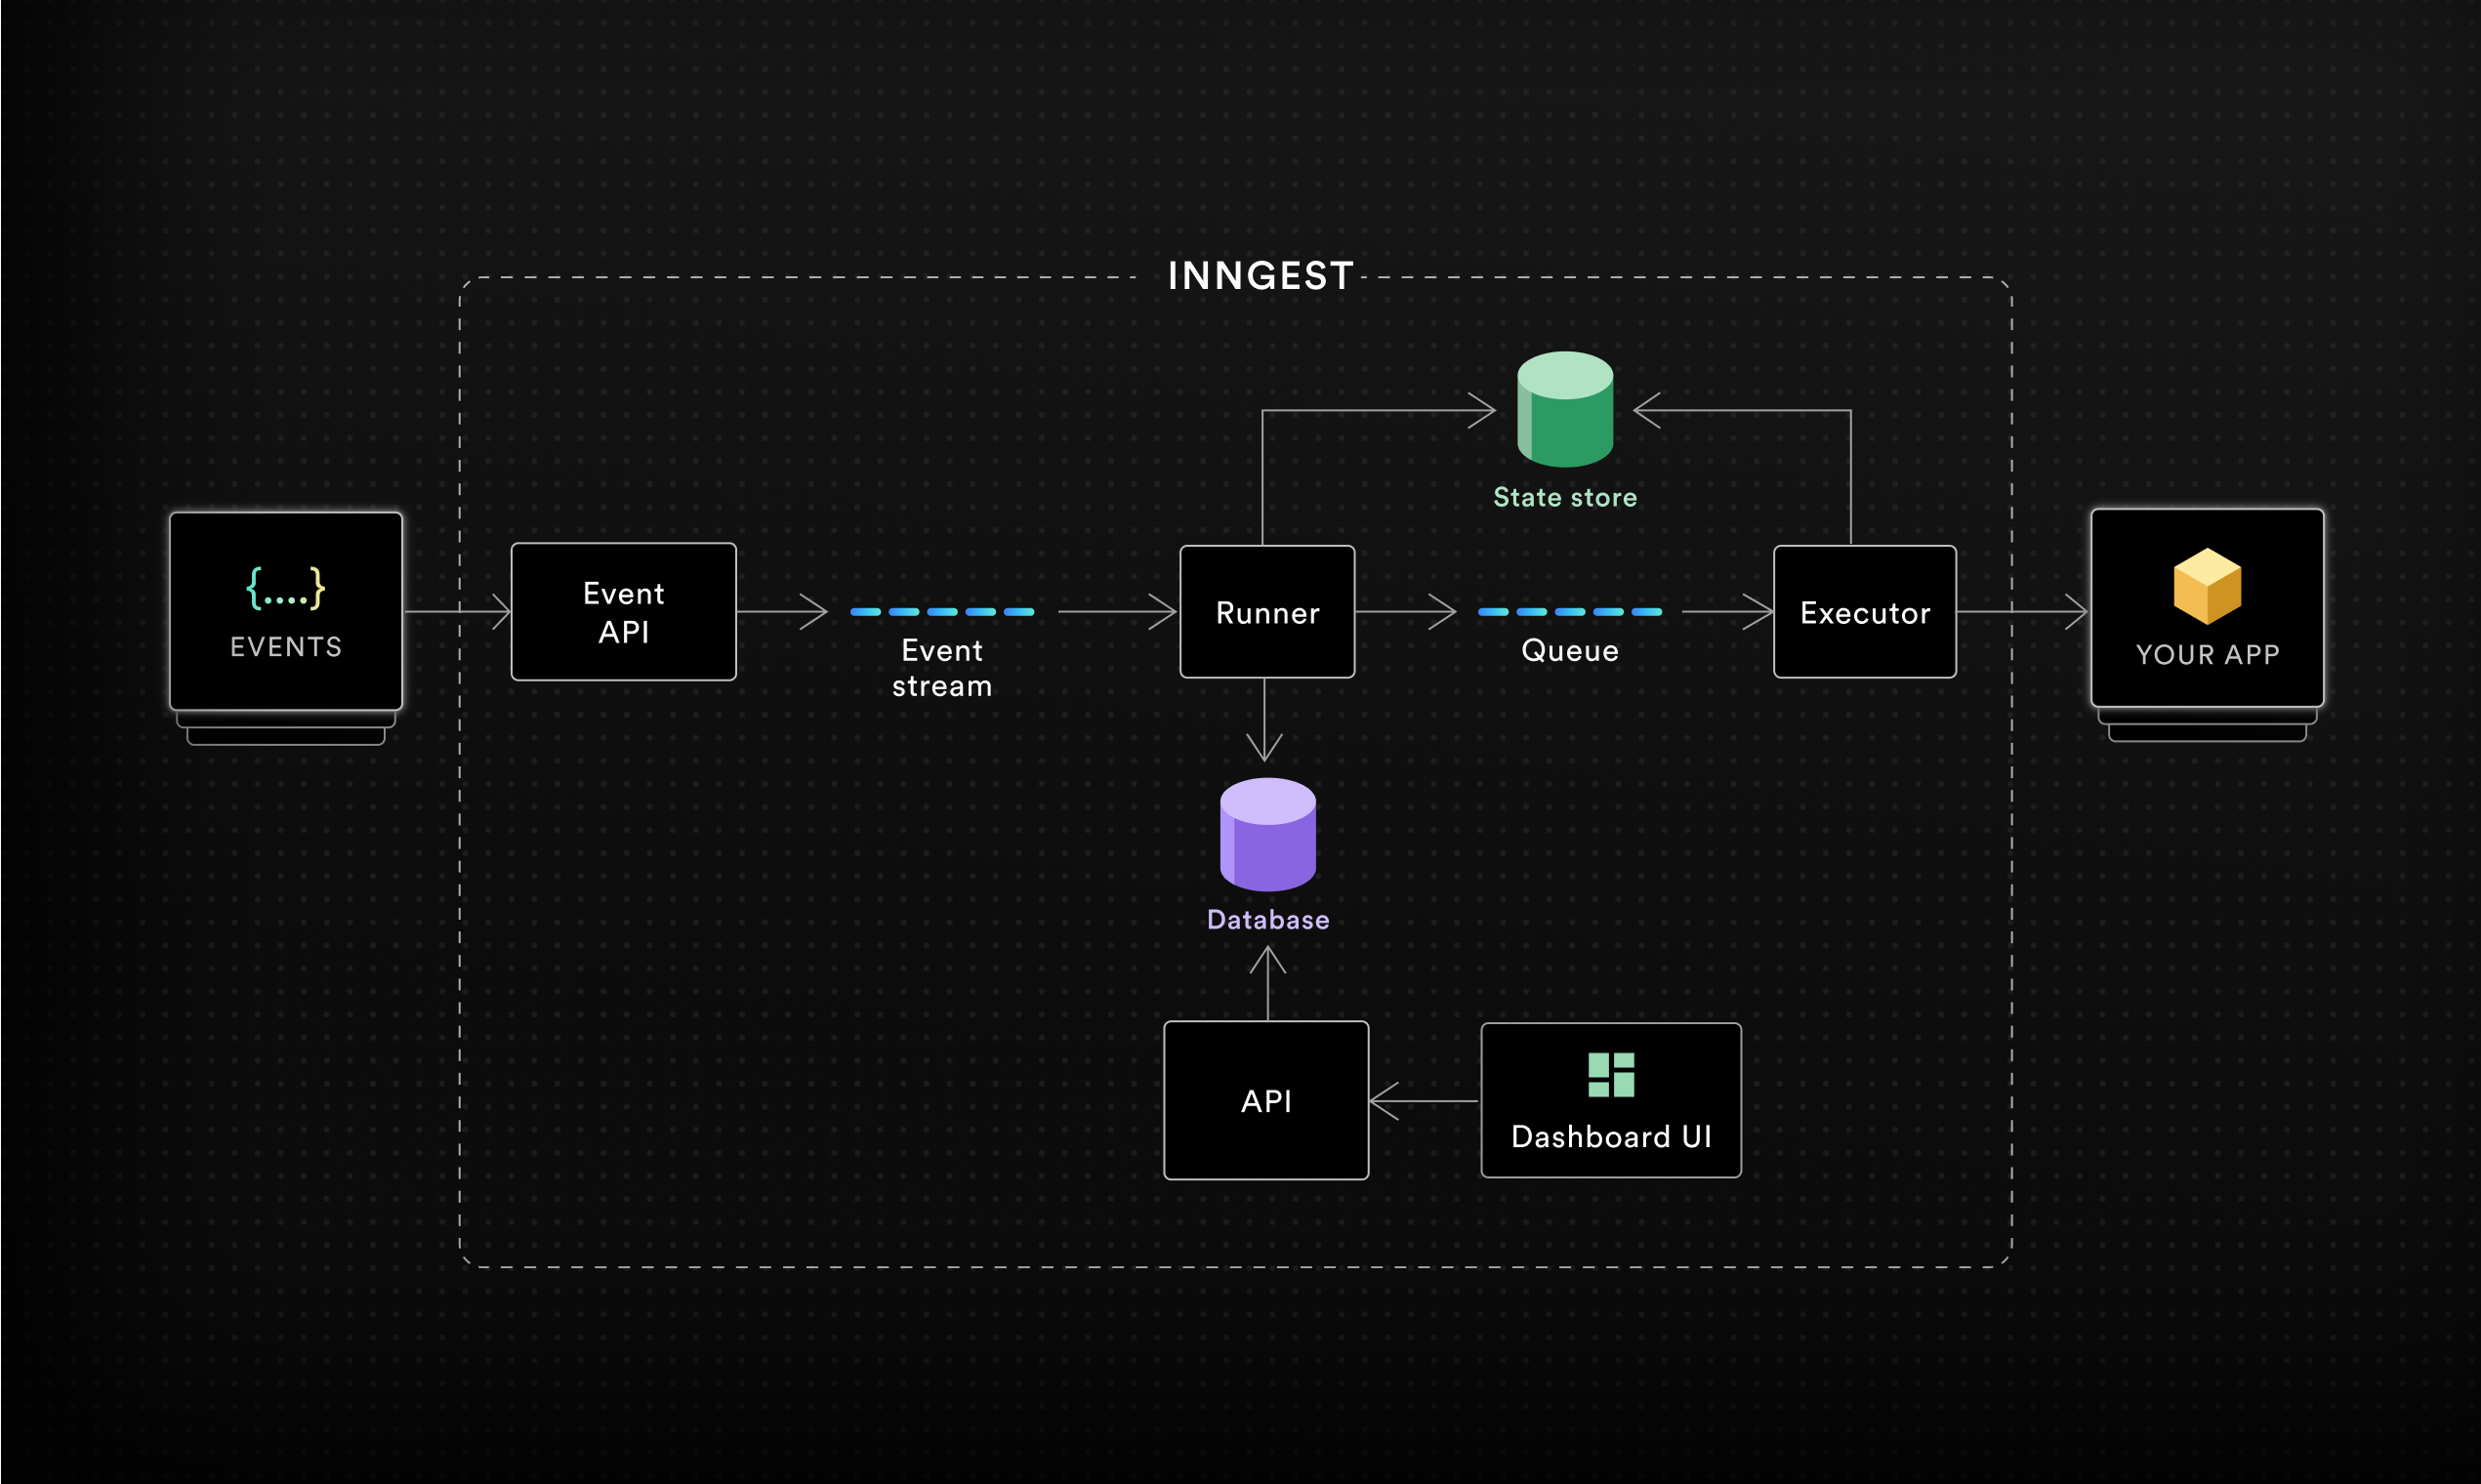 INNGEST
State store
{....}
EVENTS
Event
API
Event
stream
Runner
Queue
Executor
YOUR APP
Database
API
Dashboard UI